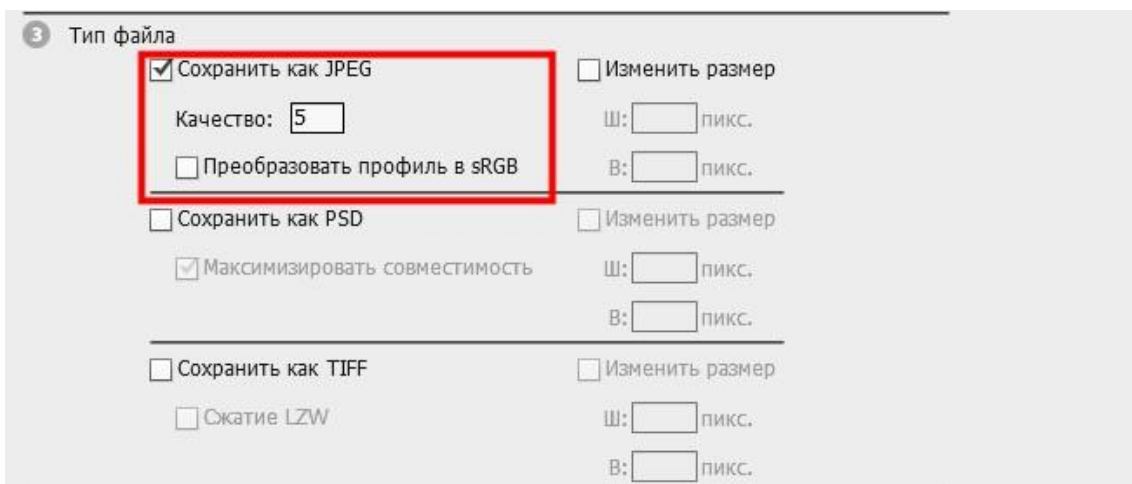 3 Тип файла
Сохранить как JPEG Изменить размер
Качество: 5 Ш: пикс.
Преобразовать профиль в sRGB В: пикс.
Сохранить как PSD Изменить размер
Максимизировать совместимость Ш: пикс.
В: пикс.
Сохранить как TIFF Изменить размер
Сжатие LZW Ш: пикс.
В: пикс.